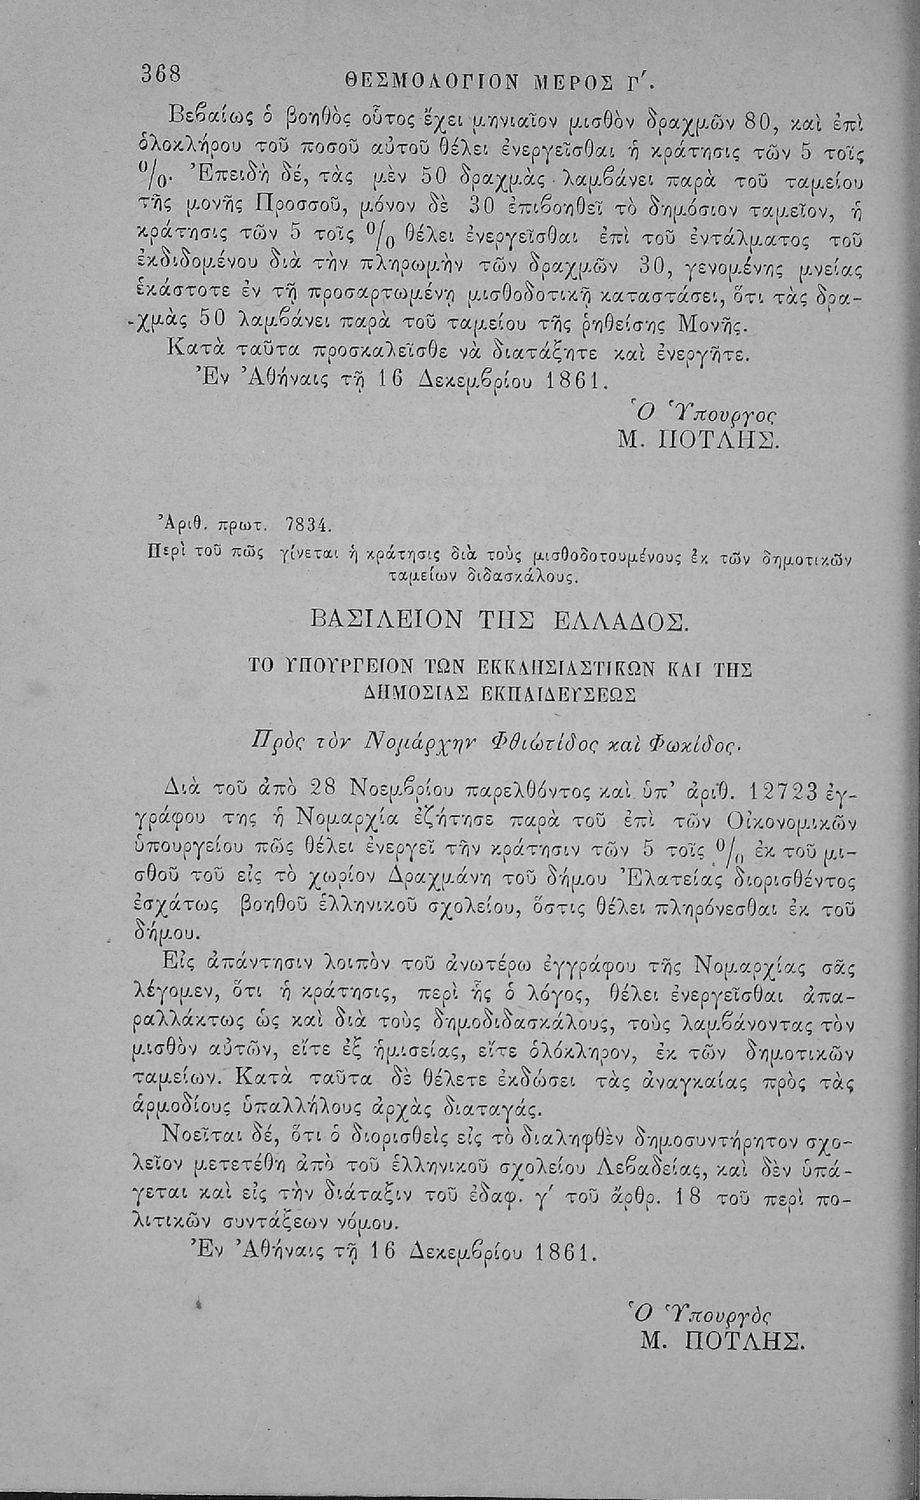 368
ΘΕΣΜΟΛΟΓΙΟΝ ΜΕΡΟΣ Γ΄.
Βεβαίως ὁ βοηθὸς οὗτος ἔχει μηνιαῖον μισθὸν δραχμῶν 80, καὶ ἐπὶ
ὁλοκλήρου τοῦ ποσοῦ αὐτοῦ θέλει ἐνεργεῖσθαι ἡ κράτησις τῶν 5 τοῖς
0/0. Ἐπειδὴ δέ, τὰς μὲν 50 δραχμὰς λαμβάνει παρὰ τοῦ ταμείου
τῆς μονῆς Προσσοῦ, μόνον δὲ 30 ἐπιβοηθεῖ τὸ δημόσιον ταμεῖον, ἡ
κράτησις τῶν 5 τοῖς 0/0 θέλει ἐνεργεῖσθαι ἐπὶ τοῦ ἐντάλματος τοῦ
ἐκδιδομένου διὰ τὴν πληρωμὴν τῶν δραχμῶν 30, γενομένης μνείας
ἑκάστοτε ἐν τῇ προσαρτωμένῃ μισθοδοτικῇ καταστάσει, ὅτι τὰς δρα-
χμὰς 50 λαμβάνει παρὰ τοῦ ταμείου τῆς ῥηθείσης Μονῆς.
Κατὰ ταῦτα προσκαλεῖσθε νὰ διατάξητε καὶ ἐνεργῆτε.
Ἐν Ἀθήναις τῇ 16 Δεκεμβρίου 1861.
Ὁ Ὑπουργος
Μ. ΠΟΤΛΗΣ.
Ἀριθ. πρωτ. 7834.
Περὶ τοῦ πῶς γίνεται ἡ κράτησις διὰ τοὺς μισθοδοτουμένους ἐκ τῶν δημοτικῶν
ταμείων διδασκάλους.
ΒΑΣΙΛΕΙΟΝ ΤΗΣ ΕΛΛΑΔΟΣ.
ΤΟ ΥΠΟΥΡΓΕΙΟΝ ΤΩΝ ΕΚΚΛΗΣΙΑΣΤΙΚΩΝ ΚΑΙ ΤΗΣ
ΔΗΜΟΣΙΑΣ ΕΚΠΑΙΔΕΥΣΕΩΣ
Πρὸς τὸν Νομάρχην Φθιώτιδος καὶ Φωκίδος.
Διὰ τοῦ ἀπὸ 28 Νοεμβρίου παρελθόντος καὶ ὑπ' ἀριθ. 12723 ἐγ-
γράφου της ἡ Νομαρχία ἐζήτησε παρὰ τοῦ ἐπὶ τῶν Οἰκονομικῶν
ὑπουργείου πῶς θέλει ἐνεργεῖ τὴν κράτησιν τῶν 5 τοῖς 0/0 ἐκ τοῦ μι-
σθοῦ τοῦ εἰς τὸ χωρίον Δραχμάνη τοῦ δήμου Ἐλατείας διορισθέντος
ἐσχάτως βοηθοῦ ἑλληνικοῦ σχολείου, ὅστις θέλει πληρόνεσθαι ἐκ τοῦ
δήμου.
Εἰς ἀπάντησιν λοιπὸν τοῦ ἀνωτέρω ἐγγράφου τῆς Νομαρχίας σᾶς
λέγομεν, ὅτι ἡ κράτησις, περὶ ἧς ὁ λόγος, θέλει ἐνεργεῖσθαι ἀπα-
ραλλάκτως ὡς καὶ διὰ τοὺς δημοδιδασκάλους, τοὺς λαμβάνοντας τὸν
μισθὸν αὐτῶν, εἴτε ἐξ ἡμισείας, εἴτε ὁλόκληρον, ἐκ τῶν δημοτικῶν
ταμείων. Κατὰ ταῦτα δὲ θέλετε ἐκδώσει τὰς ἀναγκαίας πρὸς τὰς
ἁρμοδίους ὑπαλλήλους ἀρχὰς διαταγάς.
Νοεῖται δέ, ὅτι ὁ διορισθεὶς εἰς τὸ διαληφθὲν δημοσυντήρητον σχο-
λεῖον μετετέθη ἀπὸ τοῦ ἑλληνικοῦ σχολείου Λεβαδείας, καὶ δὲν ὑπά-
γεται καὶ εἰς τὴν διάταξιν τοῦ ἐδαφ. γ΄ τοῦ ἄρθρ. 18 τοῦ περὶ πο-
λιτικῶν συντάξεων νόμου.
Ἐν Ἀθήναις τῇ 16 Δεκεμβρίου 1861.
Ὁ Ὑπουργὸς
Μ. ΠΟΤΛΗΣ.